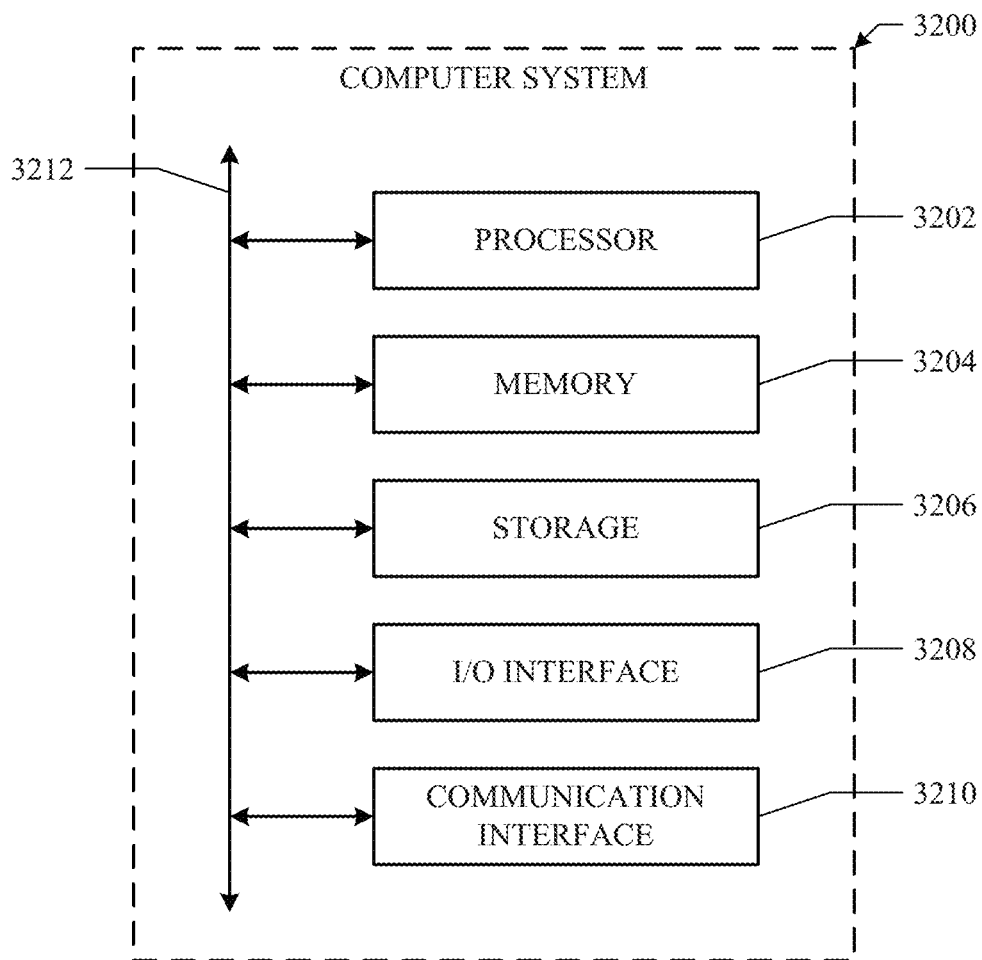 3200
COMPUTER SYSTEM
3212
PROCESSOR
3202
MEMORY
3204
STORAGE
3206
I/O INTERFACE
3208
COMMUNICATION
INTERFACE
3210